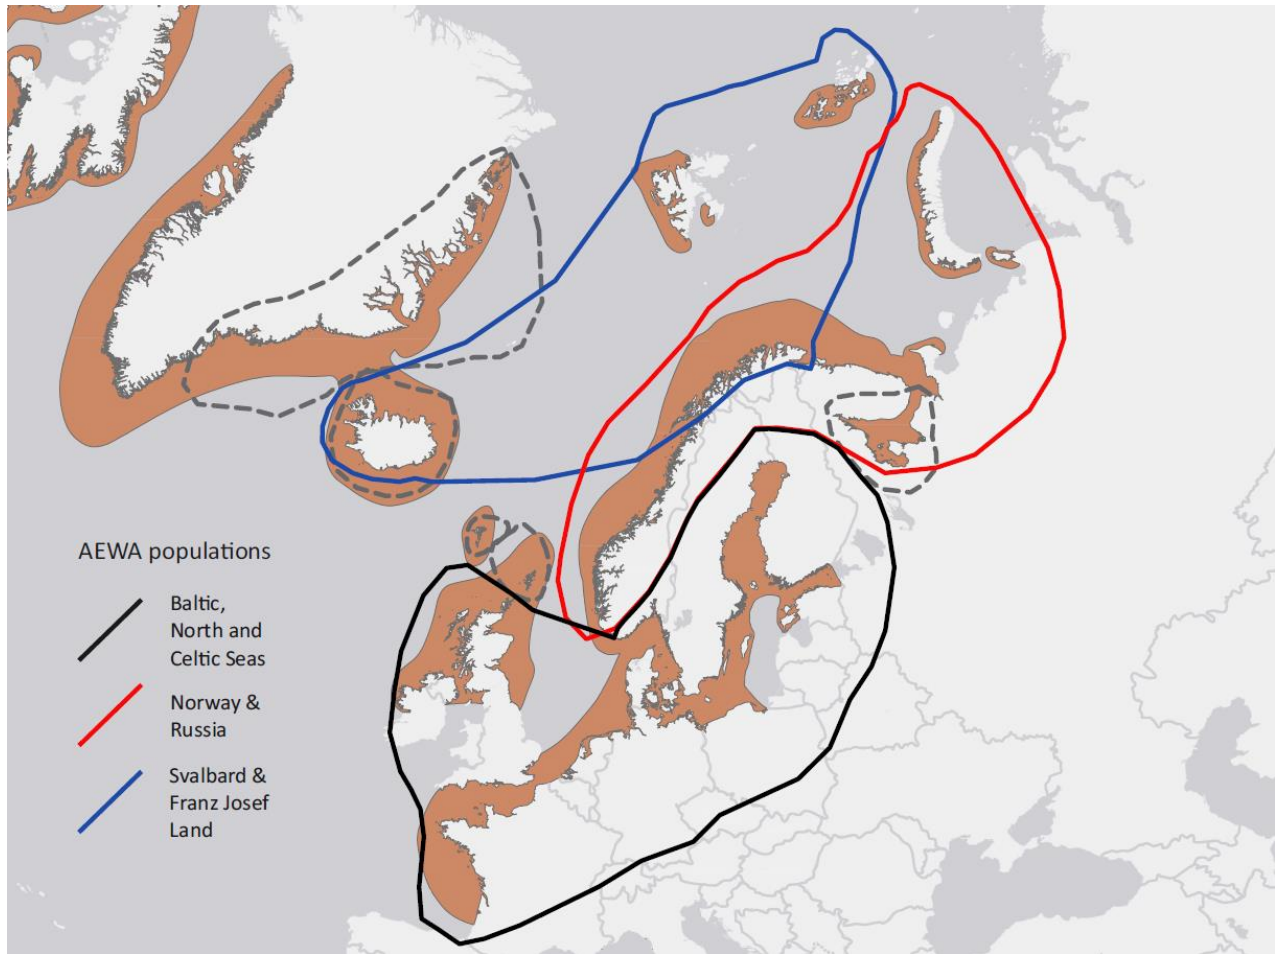 AEWA populations
Baltic,
North and
Celtic Seas
Norway &
Russia
Svalbard &
Franz Josef
Land